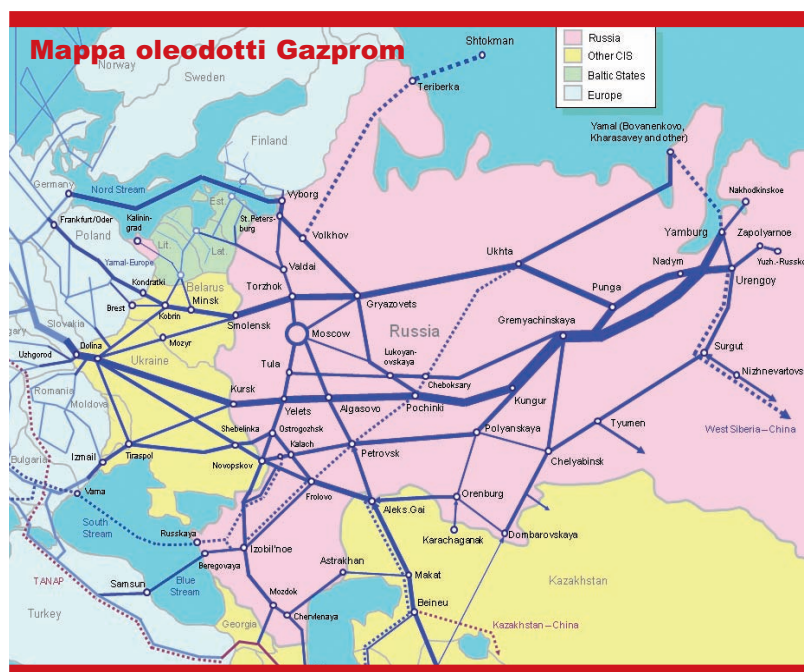 Mappa oleodotti Gazprom
Russia
Other CIS
Baltic States
Europe
Shtokman
Teriberka
Norway
Sweden
Finland
Yamal (Bovanenkovo,
Kharasavey and other)
Nakhodkinskoe
Germany
Nord Stream
Vyborg
Frankfurt/Oder
Kalinin-
grad
Est.
St. Peters-
burg
Volkhov
Yamburg
Zapolyarnoe
Poland
Lit.
Lat.
Yamal-Europe
Ukhta
Nadym
Yuzh.-Russkoe
Urengoy
Valdai
Kondratki
Belarus
Minsk
Torzhok
Gryazovets
Punga
Brest
Kobrin
Smolensk
Gremyachinskaya
Slovakia
Mozyr
Moscow
Russia
Dolina
Uzhgorod
Ukraine
Tula
Lukoyan-
ovskaya
Cheboksary
Surgut
Nizhnevartovsk
Romania
Moldova
Kursk
Yelets
Algasovo
Pochinki
Kungur
Shebelinka
Ostrogozhsk
Polyanskaya
Tyumen
West Siberia – China
Bulgaria
Izmail
Tiraspol
Novopskov
Kalach
Petrovsk
Chelyabinsk
Varna
Frolovo
Aleks.Gai
Orenburg
South
Stream
Russkaya
Karachaganak
Dombarovskaya
Izobil'noe
TANAP
Samsun
Blue
Stream
Beregovaya
Astrakhan
Makat
Kazakhstan
Turkey
Mozdok
Chervlenaya
Beineu
Georgia
Kazakhstan – China